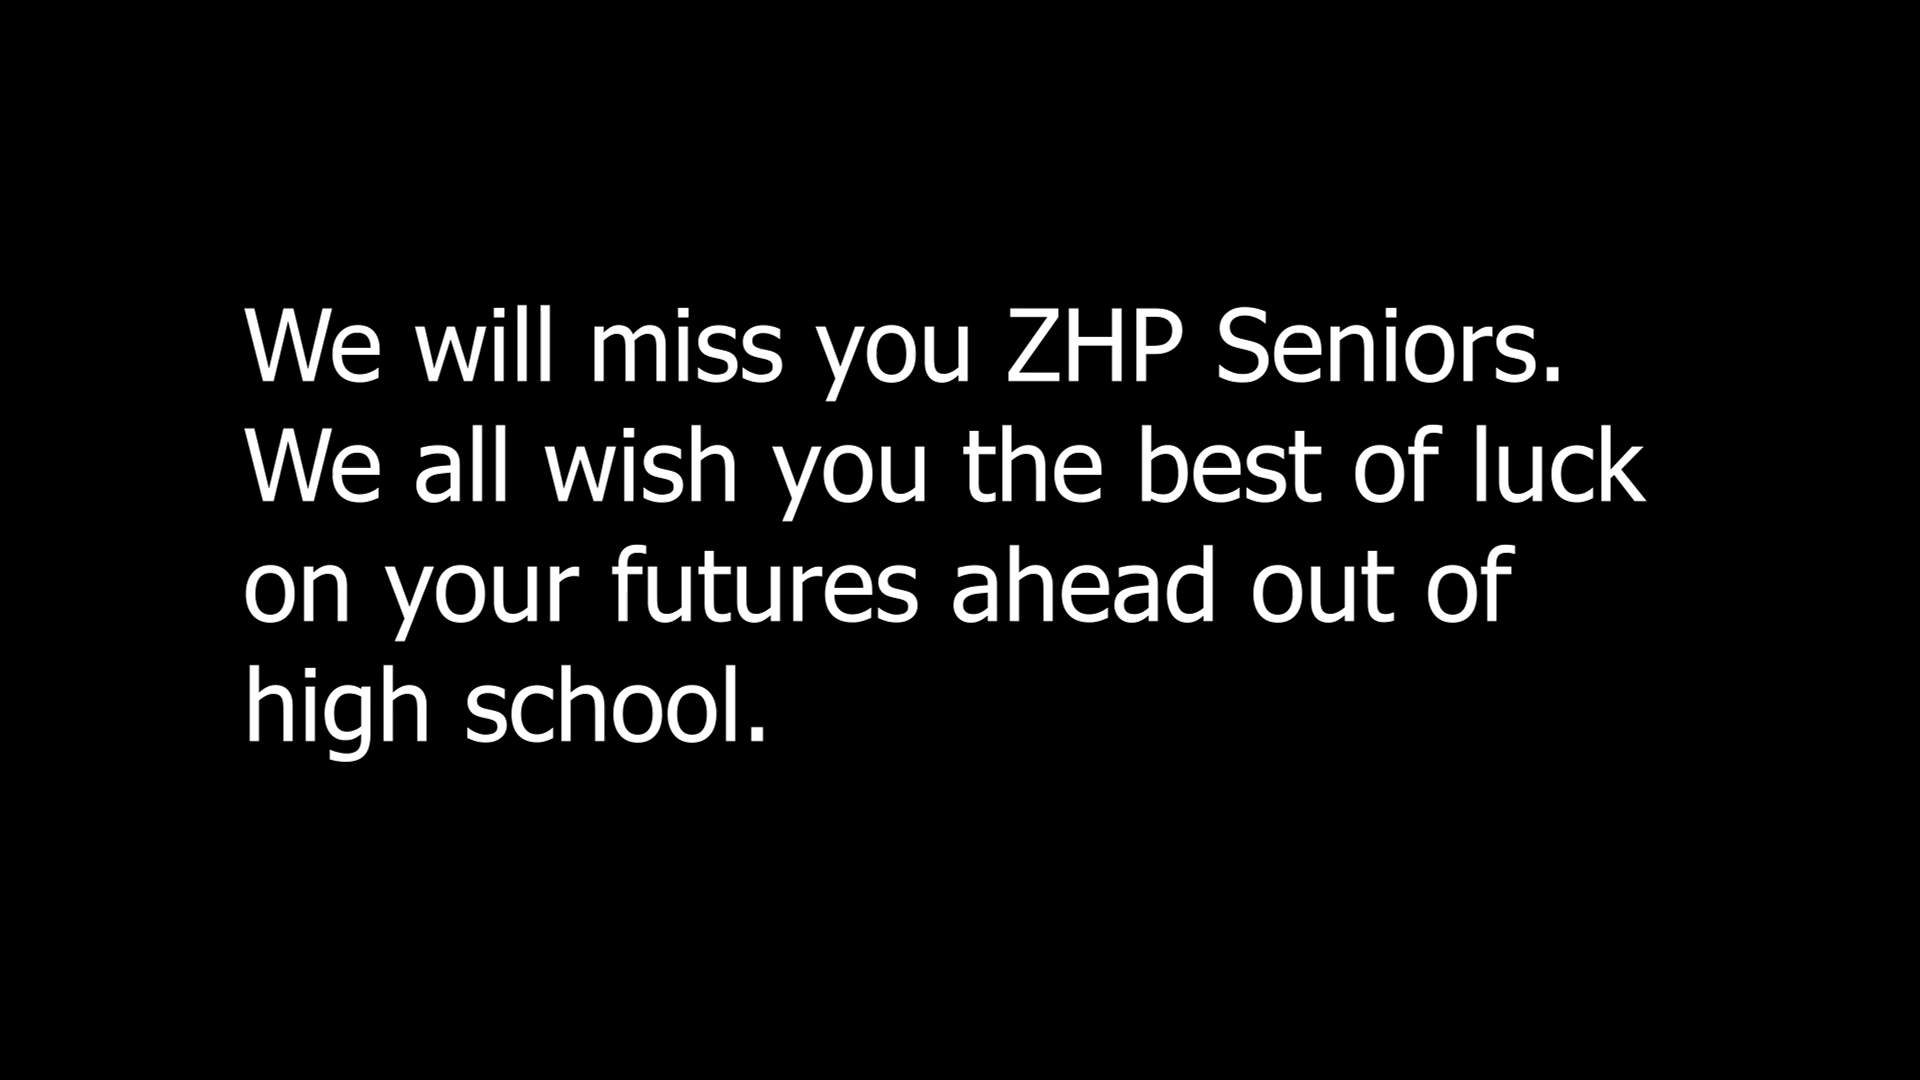 We will miss you ZHP Seniors.
We all wish you the best of luck
on your futures ahead out of
high school.